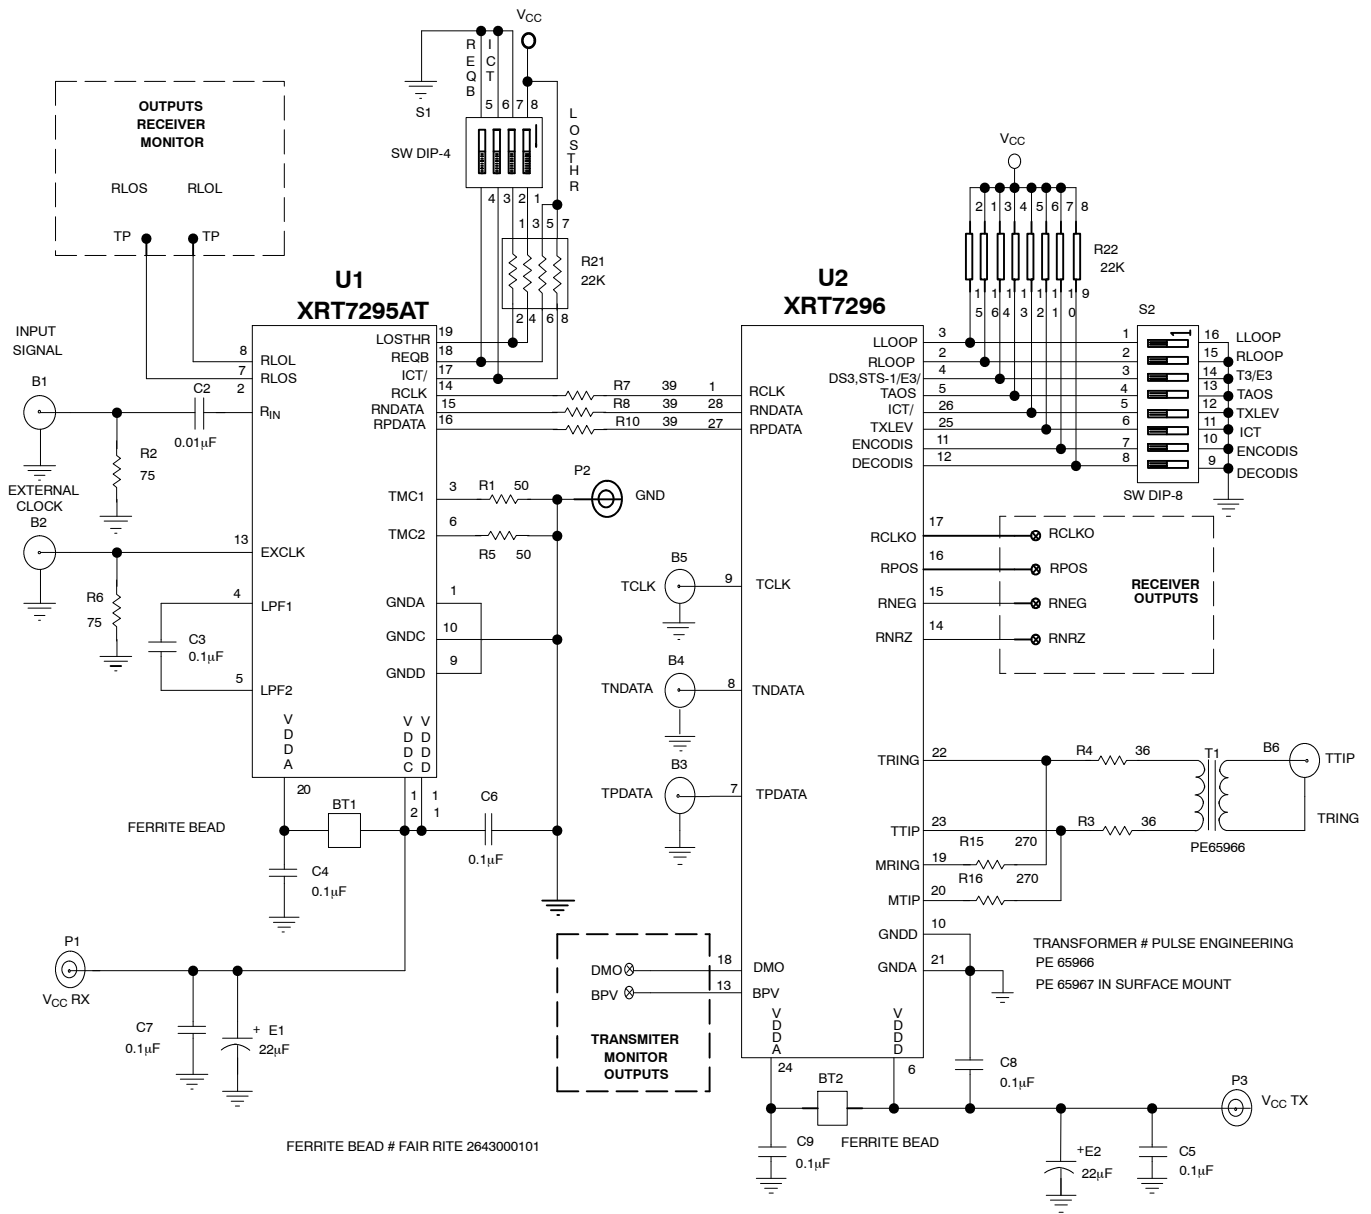 VCC
R
E
Q
B
I
C
T
S1
5 6 7 8
L
O
S
T
H
R
SW DIP-4
4 3 2 1
1 3 5 7
R21
22K
2 4 6 8
OUTPUTS
RECEIVER
MONITOR
RLOS RLOL
TP TP
U1
XRT7295AT
INPUT
SIGNAL
B1
C2
0.01µF
R2
75
EXTERNAL
CLOCK
B2
R6
75
C3
0.1µF
8 RLOL
7 RLOS
2 RIN
13 EXCLK
4 LPF1
5 LPF2
LOSTHR 19
REQB 18
ICT/ 17
RCLK 14
RNDATA 15
RPDATA 16
TMC1 3
TMC2 6
GNDA 1
GNDC 10
GNDD 9
V
D
D
A
V
D
D
C
V
D
D
D
20
1
2
1
1
R7 39
R8 39
R10 39
R1 50
R5 50
P2
GND
FERRITE BEAD
BT1
C6
0.1µF
C4
0.1µF
P1
VCC RX
C7
0.1µF
+ E1
22µF
FERRITE BEAD # FAIR RITE 2643000101
U2
XRT7296
1 RCLK
28 RNDATA
27 RPDATA
B5
TCLK 9 TCLK
B4
TNDATA 8 TNDATA
B3
TPDATA 7 TPDATA
DMO 18 DMO
BPV 13 BPV
TRANSMITER
MONITOR
OUTPUTS
LLOOP 3
RLOOP 2
DS3,STS-1/E3/ 4
TAOS 5
ICT/ 26
TXLEV 25
ENCODIS 11
DECODIS 12
VCC
2 1 3 4 5 6 7 8
R22
22K
1 1 1 1 1 1 1 9
5 6 4 3 2 1 0
S2
1 16 LLOOP
2 15 RLOOP
3 14 T3/E3
4 13 TAOS
5 12 TXLEV
6 11 ICT
7 10 ENCODIS
8 9 DECODIS
SW DIP-8
RCLKO 17 RCLKO
RPOS 16 RPOS
RNEG 15 RNEG
RNRZ 14 RNRZ
RECEIVER
OUTPUTS
TRING 22
R4 36
T1
B6
TTIP
TTIP 23
R3 36
TRING
PE65966
MRING 19
R15 270
MTIP 20
R16 270
GNDD 10
GNDA 21
TRANSFORMER # PULSE ENGINEERING
PE 65966
PE 65967 IN SURFACE MOUNT
V
D
D
A
V
D
D
D
24
6
BT2
FERRITE BEAD
C8
0.1µF
C9
0.1µF
+E2
22µF
C5
0.1µF
P3
VCC TX